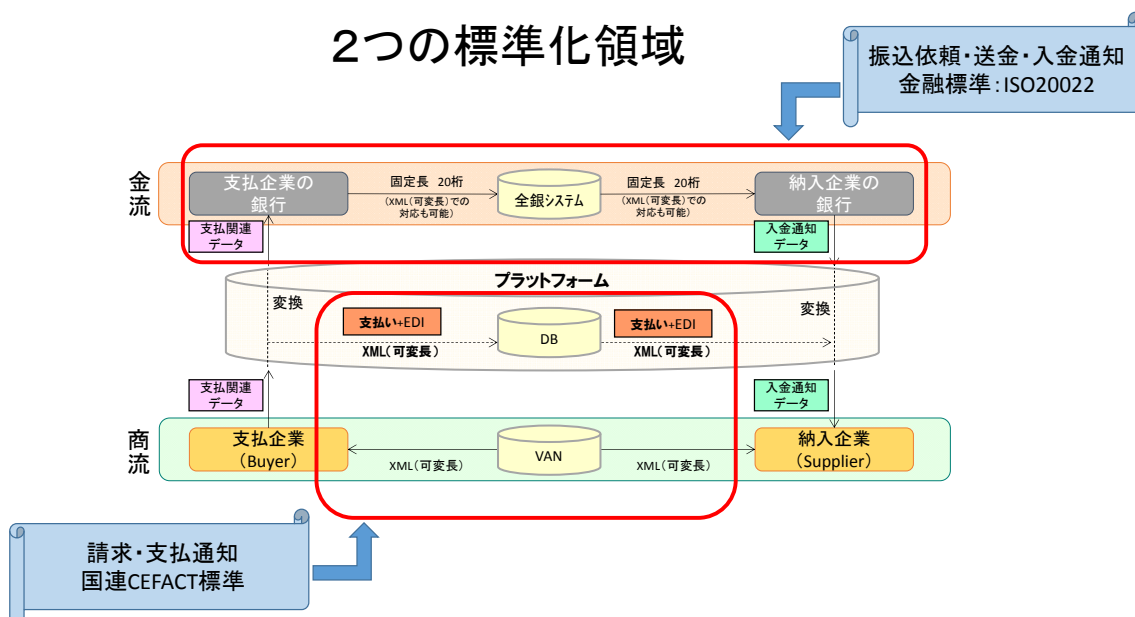 ２つの標準化領域
振込依頼・送金・入金通知
金融標準：ISO20022
金流
支払企業の
銀行
固定長　20桁
（XML（可変長）での
対応も可能）
全銀システム
固定長　20桁
（XML（可変長）での
対応も可能）
納入企業の
銀行
支払関連
データ
入金通知
データ
プラットフォーム
変換
支払い+EDI
XML（可変長）
DB
支払い+EDI
XML（可変長）
変換
支払関連
データ
入金通知
データ
商流
支払企業
（Buyer）
XML（可変長）
VAN
XML（可変長）
納入企業
（Supplier）
請求・支払通知
国連CEFACT標準